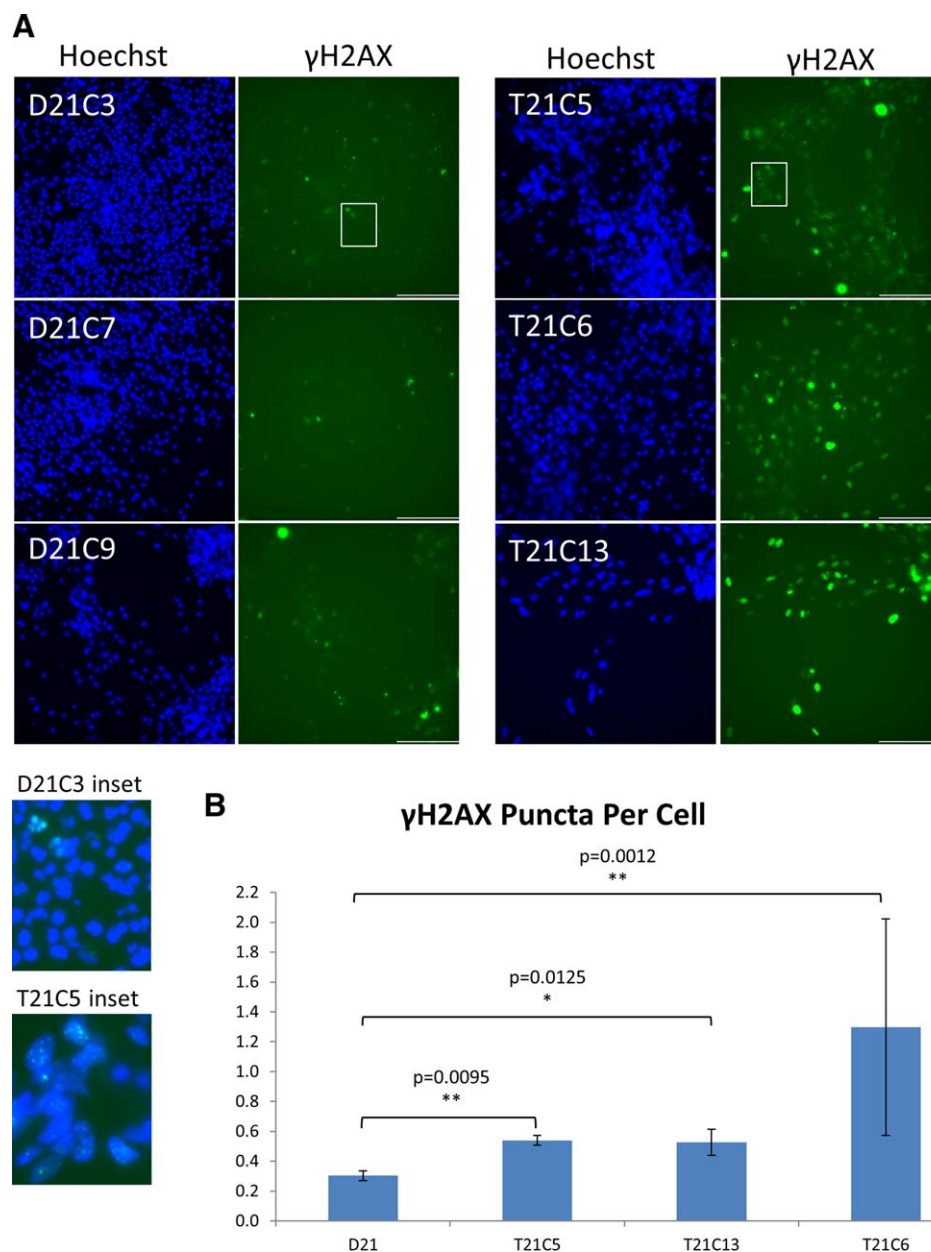 A
Hoechst γH2AX Hoechst γH2AX
D21C3 T21C5
D21C7 T21C6
D21C9 T21C13
D21C3 inset
T21C5 inset
B
γH2AX Puncta Per Cell
p=0.0012
**
p=0.0125
*
p=0.0095
**
2.2
2.0
1.8
1.6
1.4
1.2
1.0
0.8
0.6
0.4
0.2
0.0
D21 T21C5 T21C13 T21C6